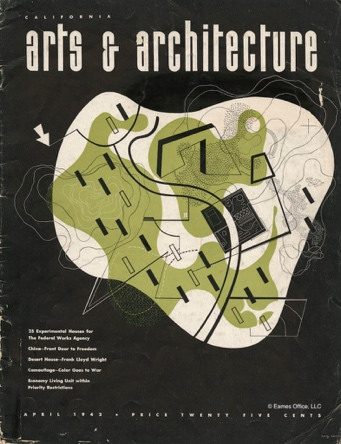 CALIFORNIA
arts & architecture
25 Experimental Houses for
The Federal Works Agency
China–Front Door to Freedom
Desert House–Frank Lloyd Wright
Camouflage–Color Goes to War
Economy Living Unit within
Priority Restrictions
© Eames Office, LLC
APRIL 1942 • PRICE TWENTY FIVE CENTS